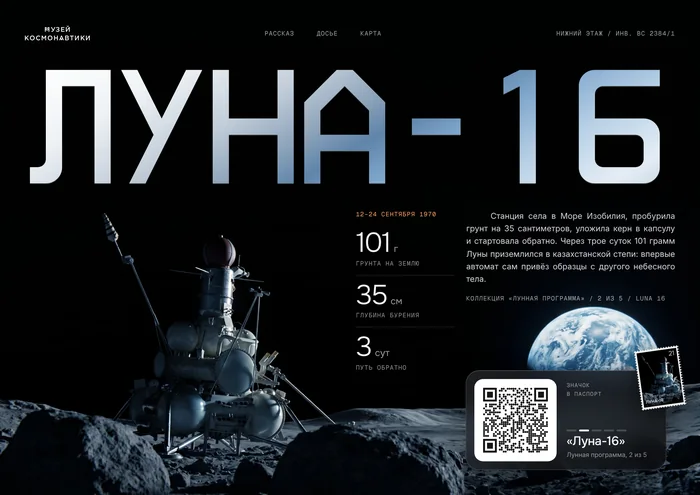 МУЗЕЙ
КОСМОНАВТИКИ
РАССКАЗ ДОСЬЕ КАРТА
НИЖНИЙ ЭТАЖ / ИНВ. ВС 2384/1
ЛУНА-16
12–24 СЕНТЯБРЯ 1970
101 г
ГРУНТА НА ЗЕМЛЮ
35 см
ГЛУБИНА БУРЕНИЯ
3 сут
ПУТЬ ОБРАТНО
Станция села в Море Изобилия, пробурила
грунт на 35 сантиметров, уложила керн в капсулу
и стартовала обратно. Через трое суток 101 грамм
Луны приземлился в казахстанской степи: впервые
автомат сам привёз образцы с другого небесного
тела.
КОЛЛЕКЦИЯ «ЛУННАЯ ПРОГРАММА» / 2 ИЗ 5 / LUNA 16
ЗНАЧОК
В ПАСПОРТ
«Луна-16»
Лунная программа, 2 из 5
21